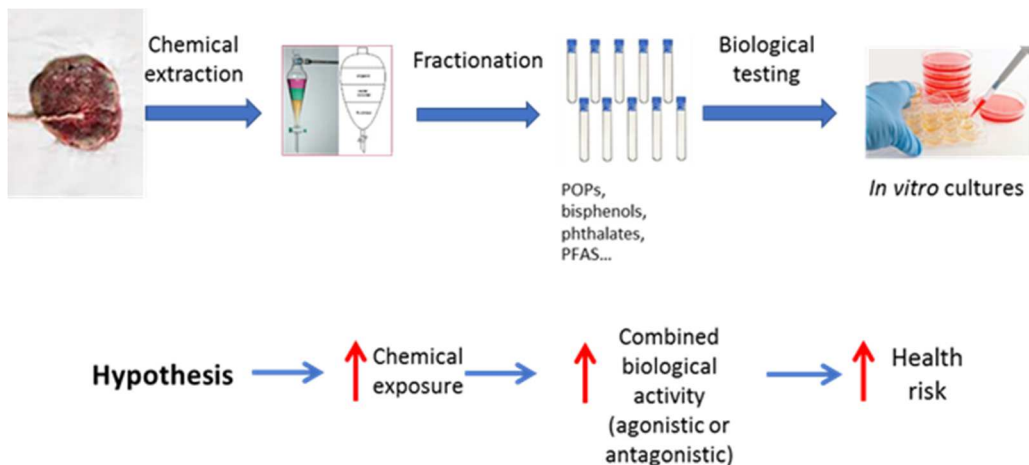 Chemical
extraction
Fractionation
Biological
testing
POPs,
bisphenols,
phthalates,
PFAS...
In vitro cultures
Hypothesis
Chemical
exposure
Combined
biological
activity
(agonistic or
antagonistic)
Health
risk